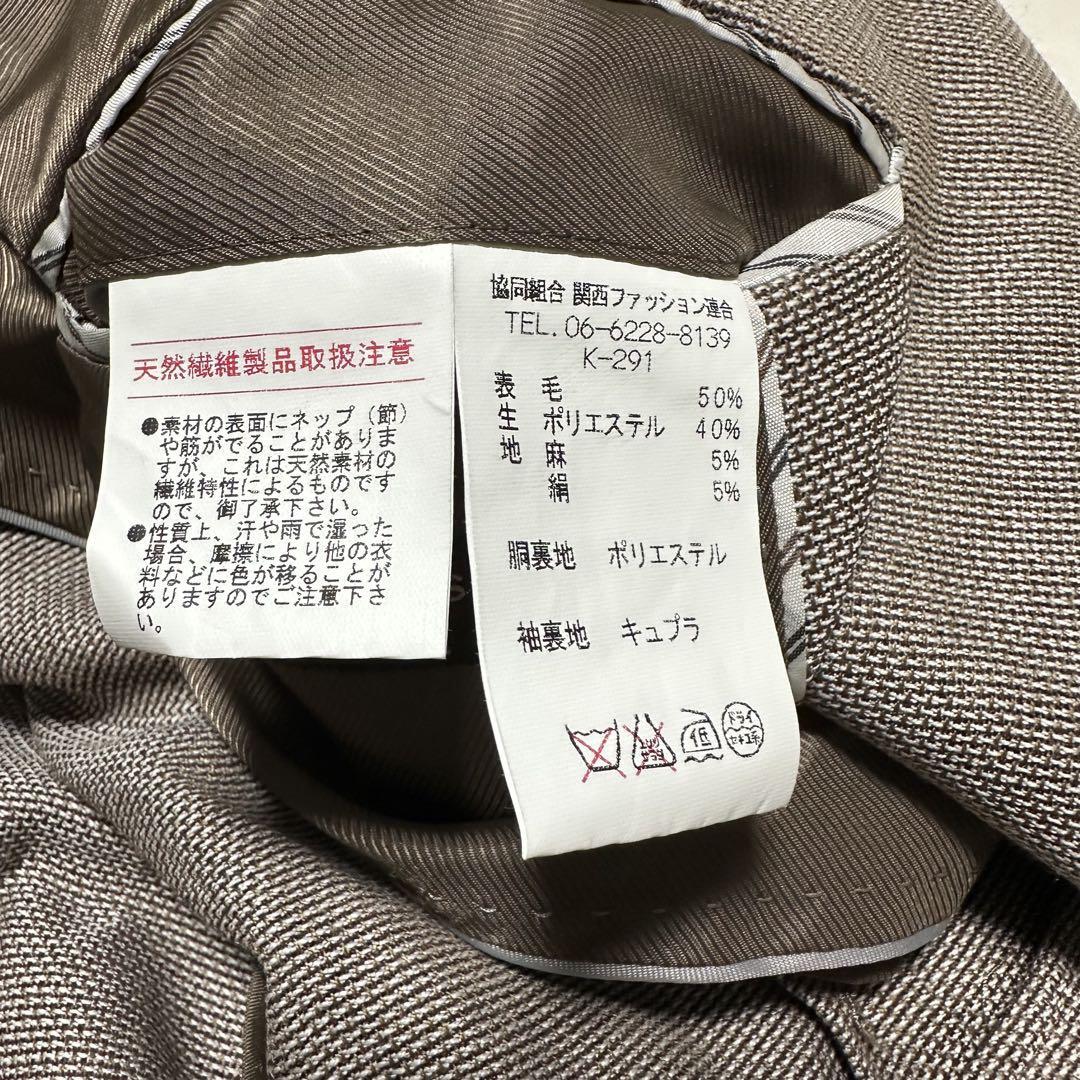 天然繊維製品取扱注意
●素材の表面にネップ(節)
や筋がでることがありま
すが、これは天然素材の
繊維特性によるものです
ので、御了承下さい。
●性質上、汗や雨で湿った
場合、摩擦により他の衣
料などに色が移ることが
ありますのでご注意下さ
い。
協同組合 関西ファッション連合
TEL. 06-6228-8139
K-291
表 毛 50%
生 ポリエステル 40%
地 麻 5%
絹 5%
胴裏地 ポリエステル
袖裏地 キュプラ
低
ドライ
セキユ系